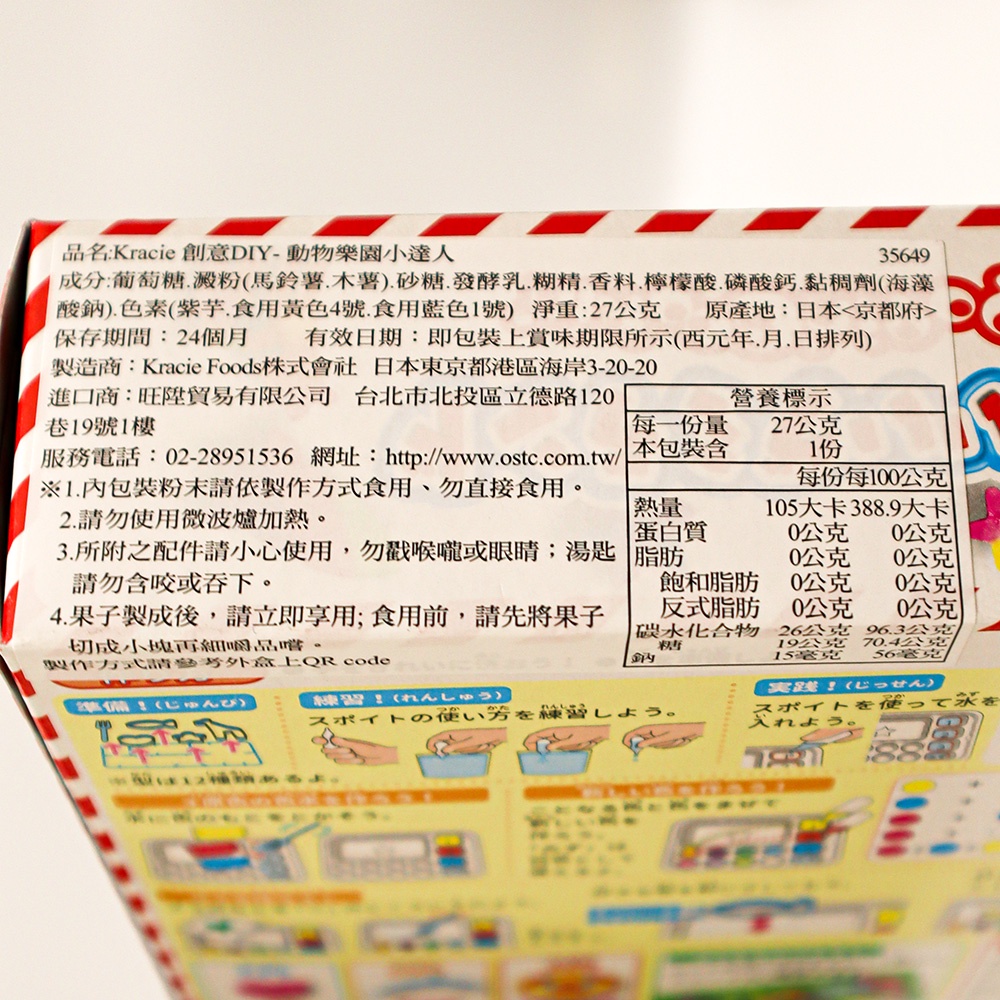 品名:Kracie 創意DIY- 動物樂園小達人 35649
成分:葡萄糖.澱粉(馬鈴薯.木薯).砂糖.發酵乳.糊精.香料.檸檬酸.磷酸鈣.黏稠劑(海藻
酸鈉).色素(紫芋.食用黃色4號.食用藍色1號) 淨重:27公克 原產地：日本<京都府>
保存期間：24個月 有效日期：即包裝上賞味期限所示(西元年.月.日排列)
製造商：Kracie Foods株式會社 日本東京都港區海岸3-20-20
進口商：旺陞貿易有限公司 台北市北投區立德路120
巷19號1樓
服務電話：02-28951536 網址：http://www.ostc.com.tw/
※1.內包裝粉末請依製作方式食用、勿直接食用。
2.請勿使用微波爐加熱。
3.所附之配件請小心使用，勿戳喉嚨或眼睛；湯匙
請勿含咬或吞下。
4.果子製成後，請立即享用; 食用前，請先將果子
切成小塊再細嚼品嚐。
製作方式請參考外盒上QR code
營養標示
每一份量 27公克
本包裝含 1份
每份每100公克
熱量 105大卡 388.9大卡
蛋白質 0公克 0公克
脂肪 0公克 0公克
飽和脂肪 0公克 0公克
反式脂肪 0公克 0公克
碳水化合物 26公克 96.3公克
糖 19公克 70.4公克
鈉 15毫克 56毫克
準備！(じゅんび)
練習！(れんしゅう)
スポイトの使い方を練習しよう。
実践！(じっせん)
スポイトを使って水を
入れよう。
※型は12種類あるよ。